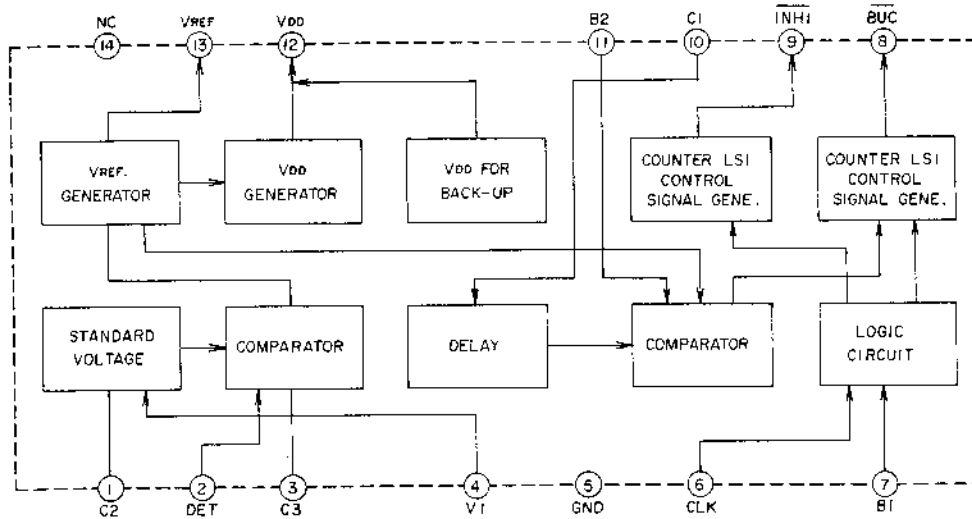 NC VREF VDD B2 C1 INH1 BUC
14 13 12 11 10 9 8
VREF. GENERATOR
VDD GENERATOR
VDD FOR BACK-UP
COUNTER LSI CONTROL SIGNAL GENE.
COUNTER LSI CONTROL SIGNAL GENE.
STANDARD VOLTAGE
COMPARATOR
DELAY
COMPARATOR
LOGIC CIRCUIT
1 2 3 4 5 6 7
C2 DET C3 V1 GND CLK B1